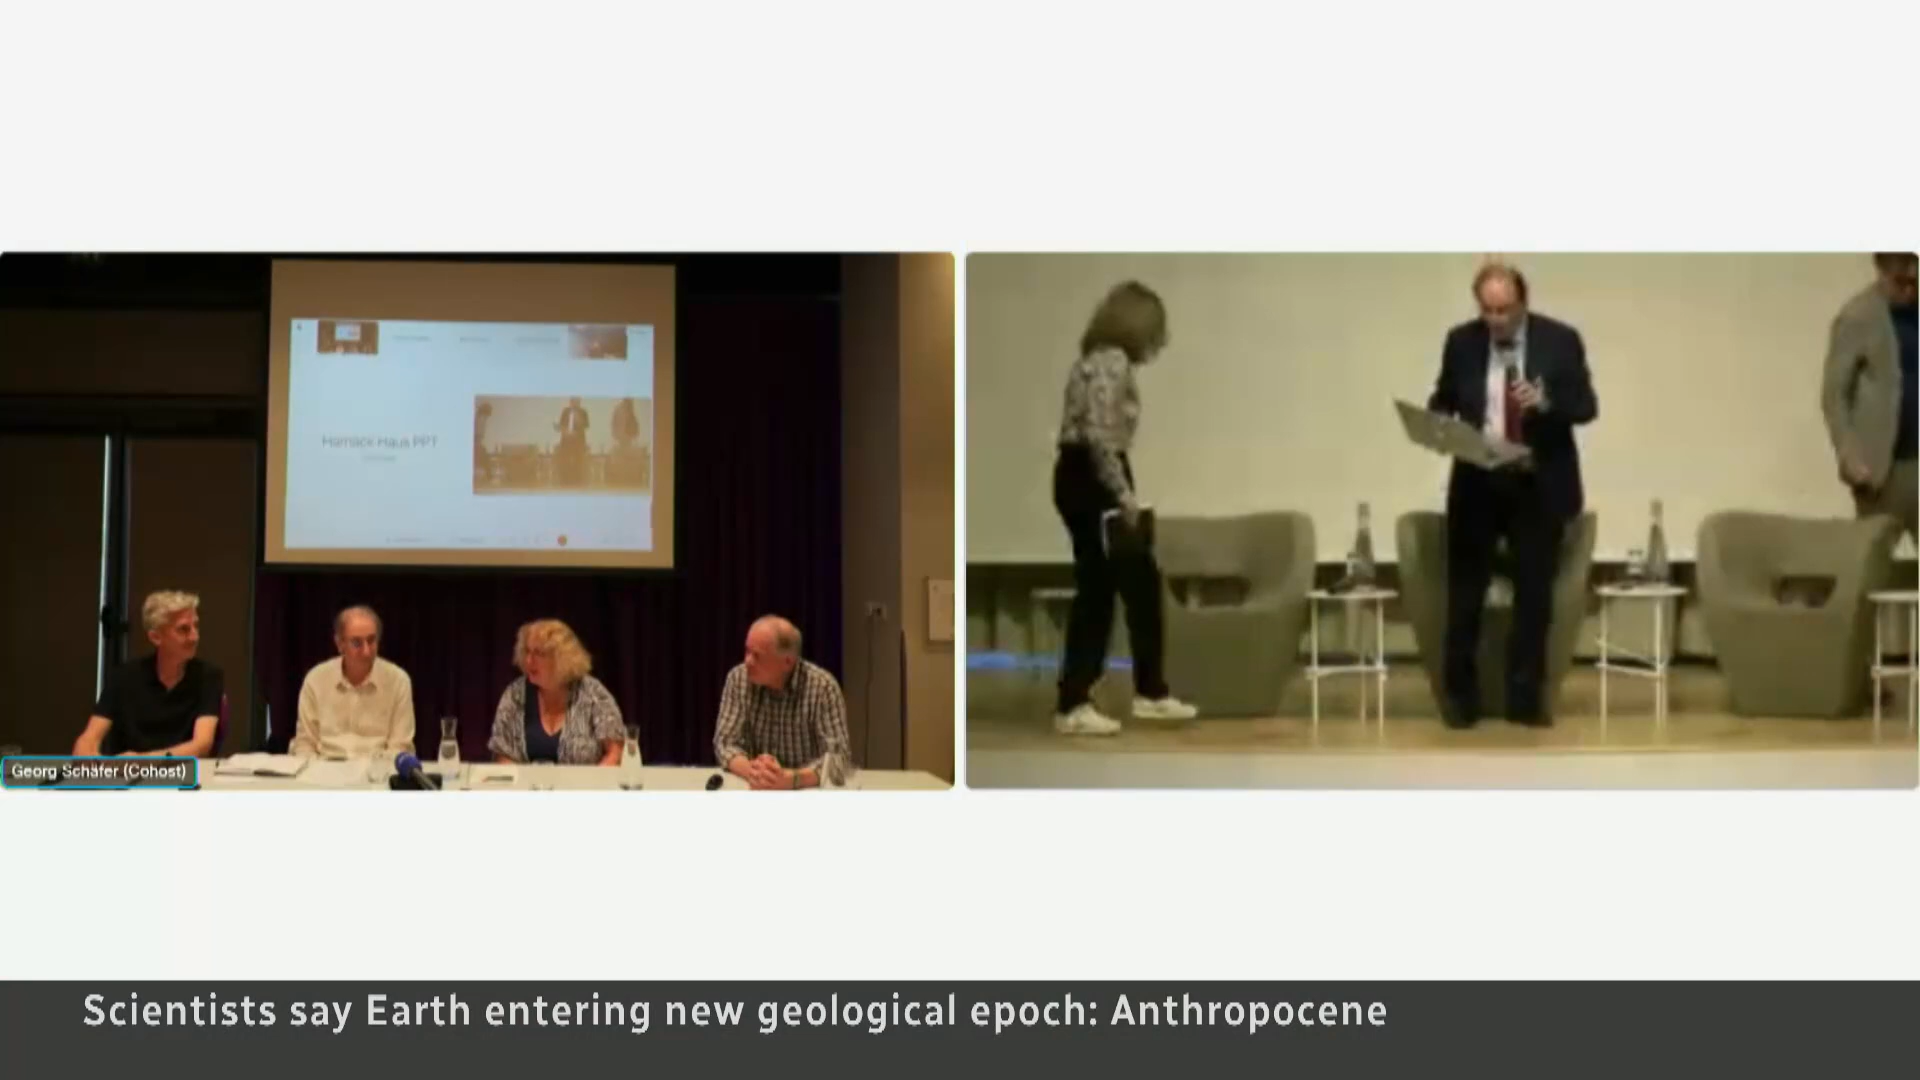 Harnack Haus PPT
Georg Schäfer (Cohost)
Scientists say Earth entering new geological epoch: Anthropocene